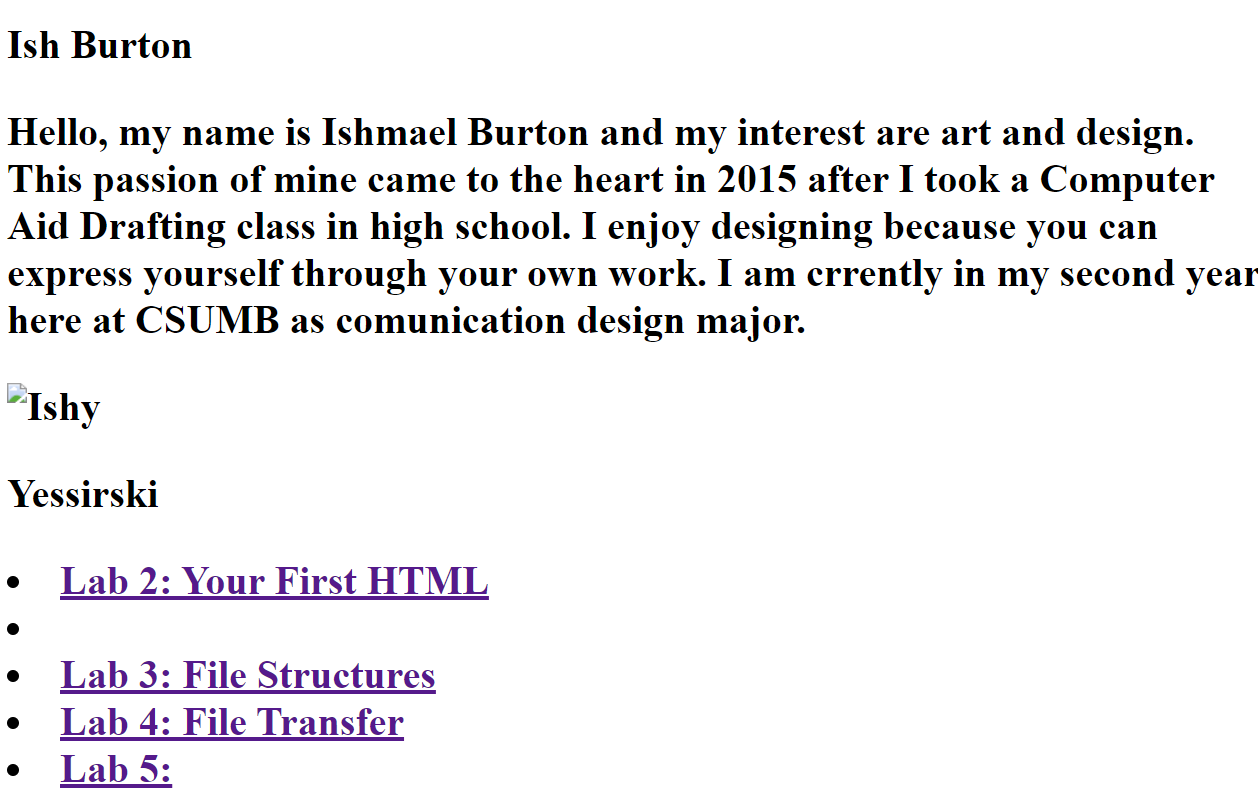 Ish Burton
Hello, my name is Ishmael Burton and my interest are art and design.
This passion of mine came to the heart in 2015 after I took a Computer
Aid Drafting class in high school. I enjoy designing because you can
express yourself through your own work. I am crrently in my second year
here at CSUMB as comunication design major.
Ishy
Yessirski
Lab 2: Your First HTML
Lab 3: File Structures
Lab 4: File Transfer
Lab 5: